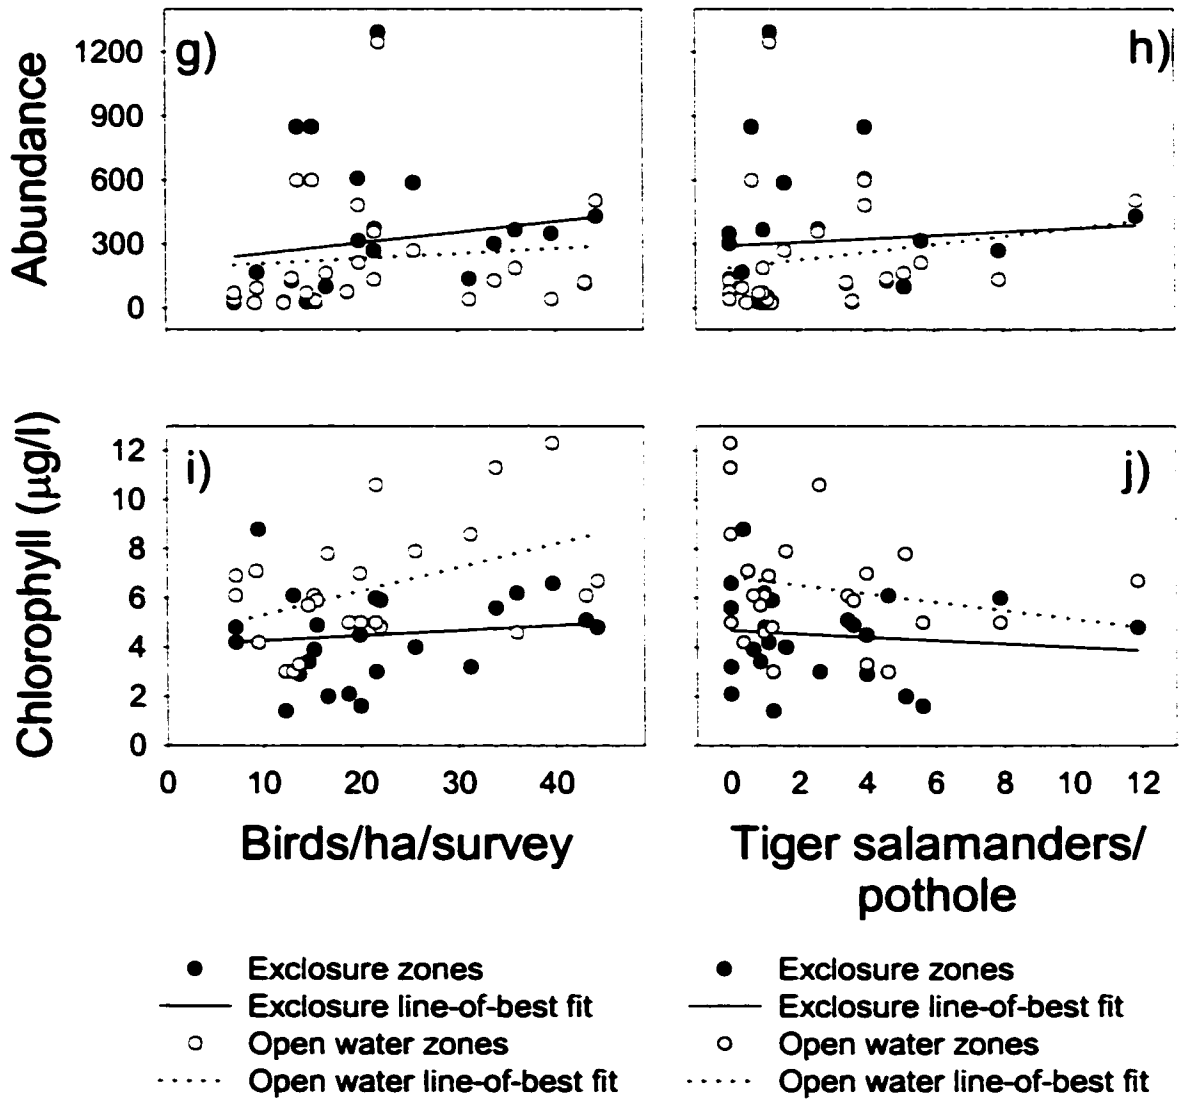 Abundance
1200
900
600
300
0
g)
h)
Chlorophyll (µg/l)
12
10
8
6
4
2
0
i)
j)
0 10 20 30 40
0 2 4 6 8 10 12
Birds/ha/survey
Tiger salamanders/
pothole
Exclosure zones
Exclosure line-of-best fit
Open water zones
Open water line-of-best fit
Exclosure zones
Exclosure line-of-best fit
Open water zones
Open water line-of-best fit